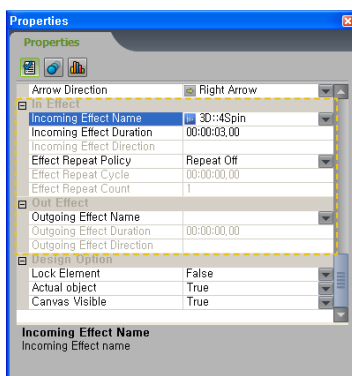 Properties
Properties
Arrow Direction Right Arrow
In Effect
Incoming Effect Name 3D::4Spin
Incoming Effect Duration 00:00:03,00
Incoming Effect Direction
Effect Repeat Policy Repeat Off
Effect Repeat Cycle 00:00:00,00
Effect Repeat Count 1
Out Effect
Outgoing Effect Name
Outgoing Effect Duration 00:00:00,00
Outgoing Effect Direction
Design Option
Lock Element False
Actual object True
Canvas Visible True
Incoming Effect Name
Incoming Effect name